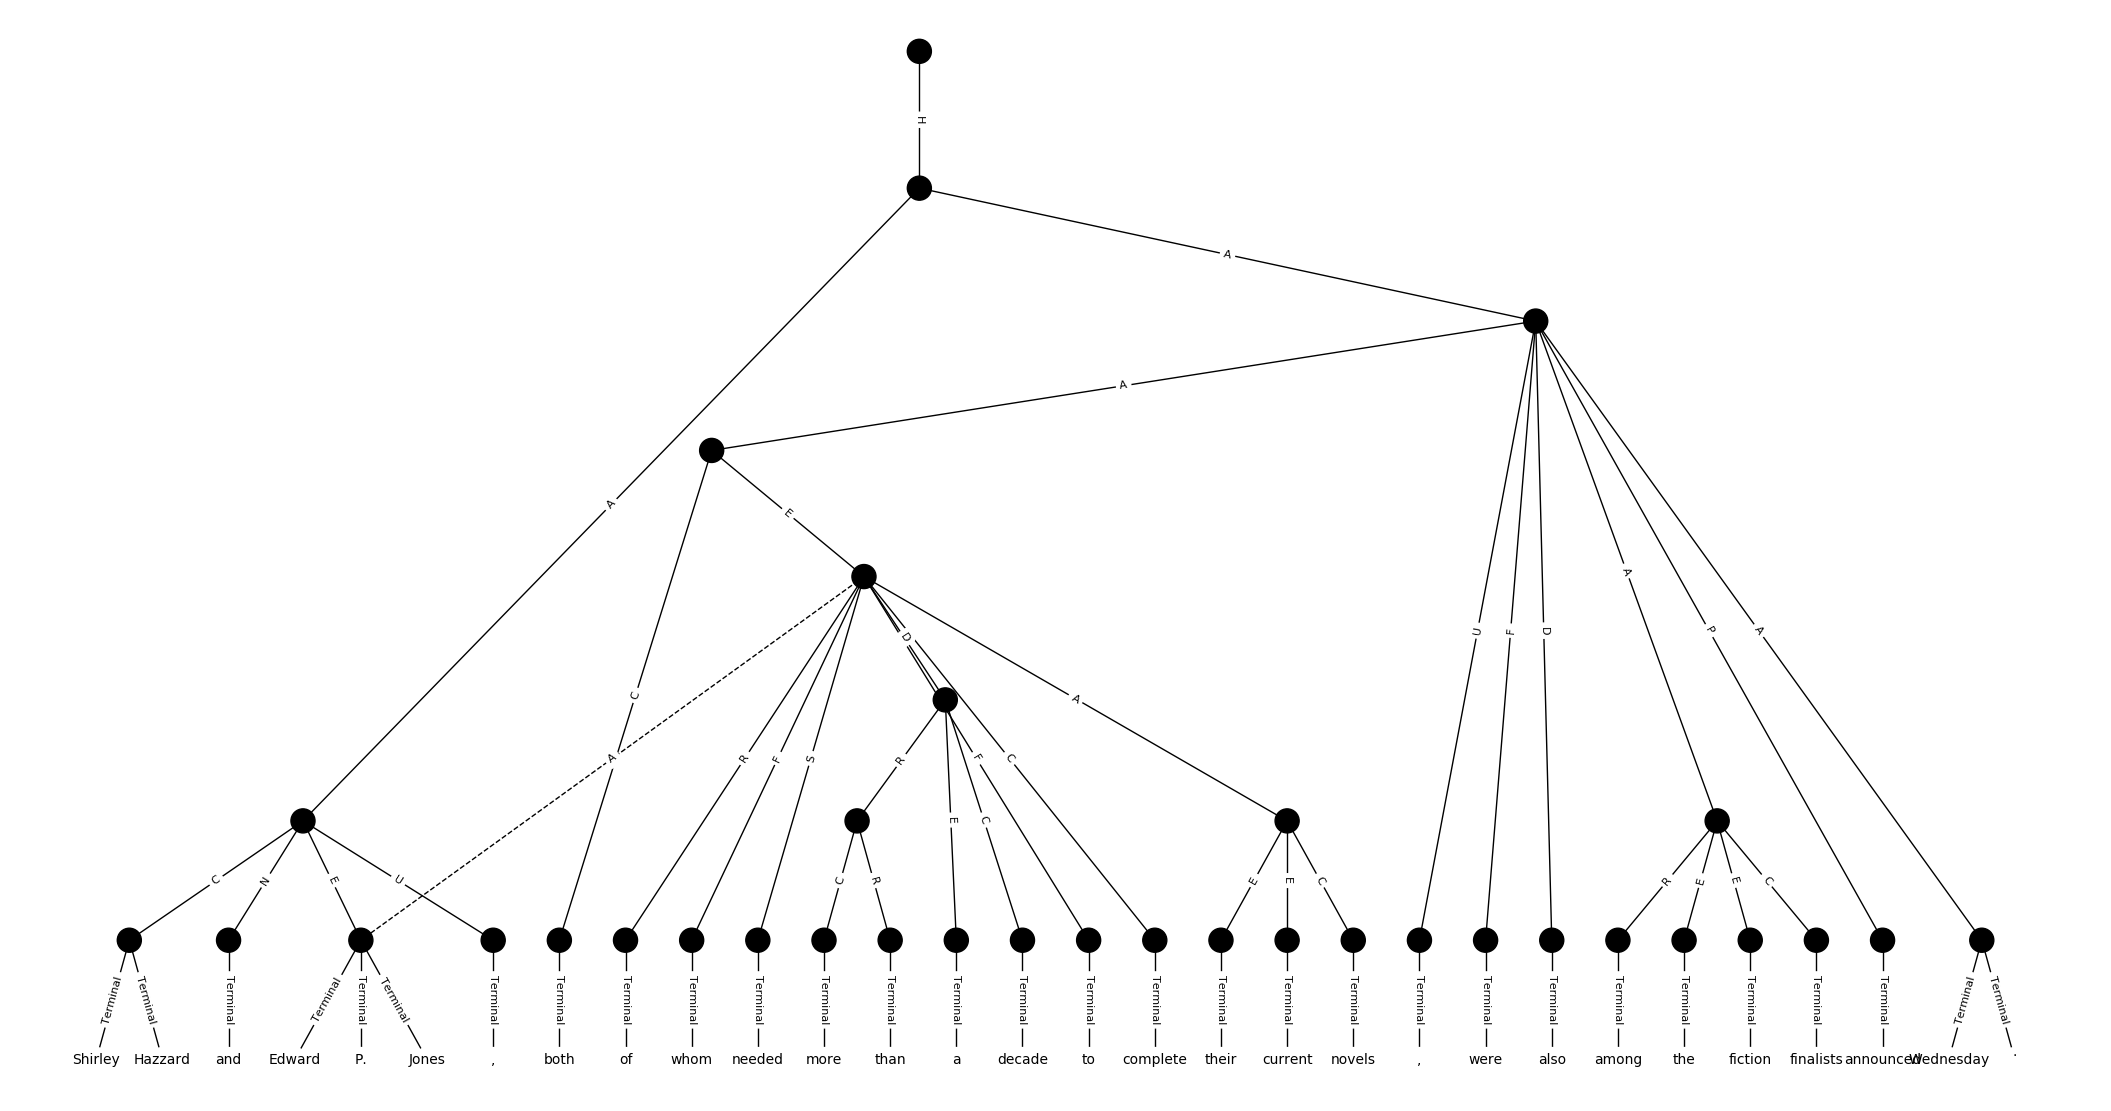 H
A
A
A
E
A
U
F
D
A
P
A
D
C
A
A
R
F
S
R
F
C
C
N
E
U
C
R
E
C
E
E
C
R
E
E
C
Terminal Terminal Terminal Terminal Terminal Terminal Terminal Terminal Terminal Terminal Terminal Terminal Terminal Terminal Terminal Terminal Terminal Terminal Terminal Terminal Terminal Terminal Terminal Terminal Terminal Terminal Terminal Terminal Terminal Terminal
Shirley Hazzard and Edward P. Jones , both of whom needed more than a decade to complete their current novels , were also among the fiction finalists announced Wednesday .